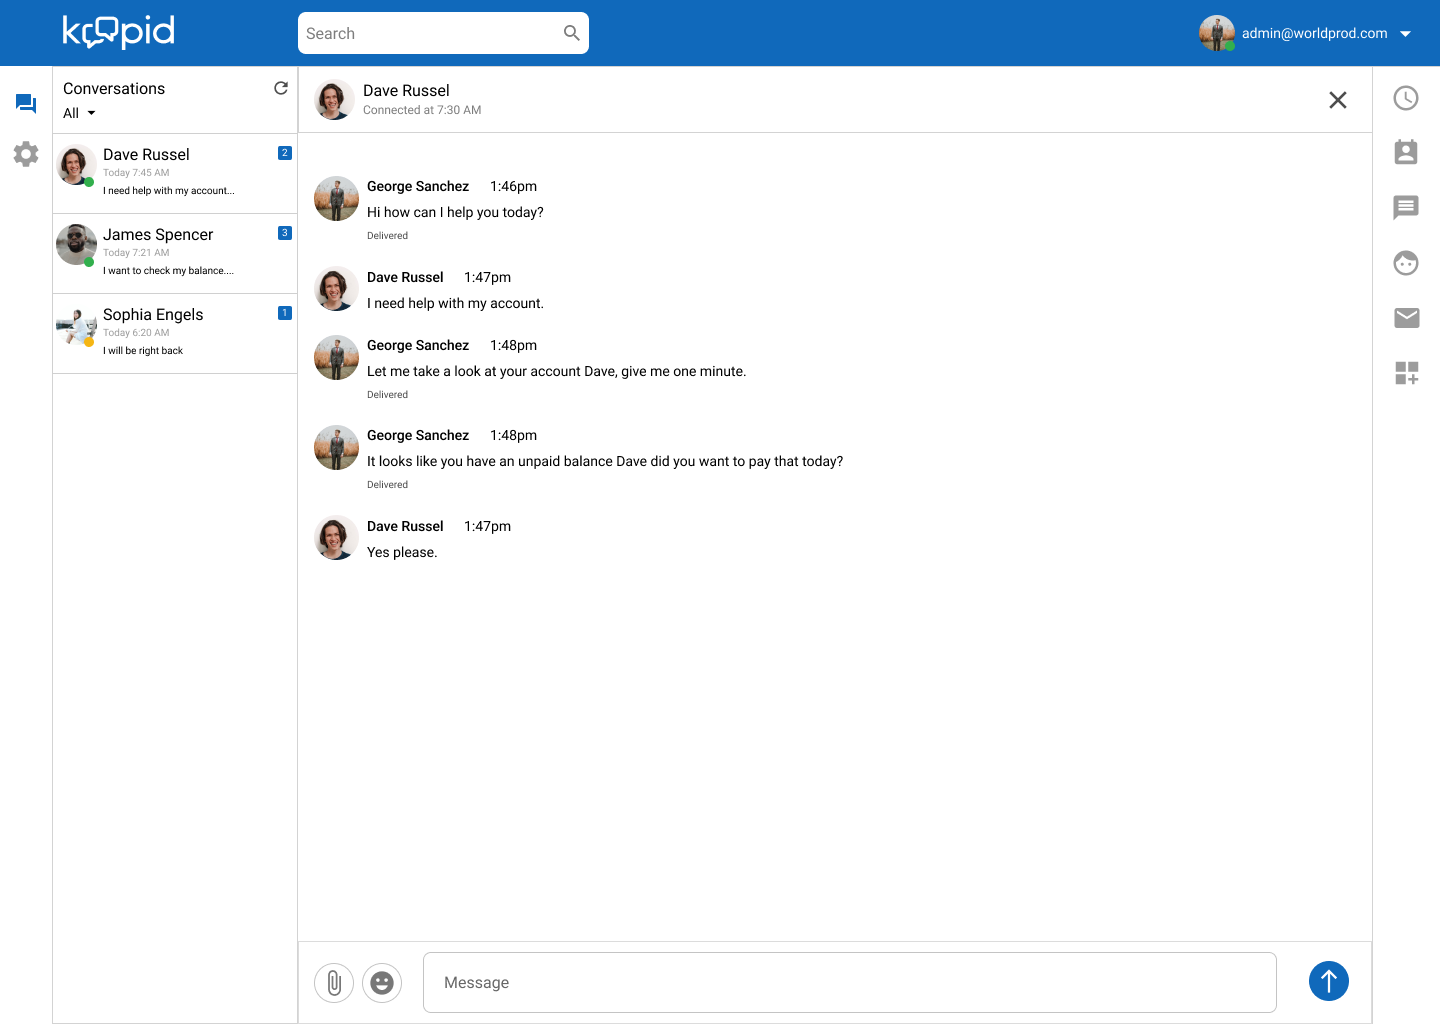 koopid
Search
admin@worldprod.com
Conversations
All
Dave Russel
2
Today 7:45 AM
I need help with my account...
James Spencer
3
Today 7:21 AM
I want to check my balance....
Sophia Engels
1
Today 6:20 AM
I will be right back
Dave Russel
Connected at 7:30 AM
George Sanchez 1:46pm
Hi how can I help you today?
Delivered
Dave Russel 1:47pm
I need help with my account.
George Sanchez 1:48pm
Let me take a look at your account Dave, give me one minute.
Delivered
George Sanchez 1:48pm
It looks like you have an unpaid balance Dave did you want to pay that today?
Delivered
Dave Russel 1:47pm
Yes please.
Message